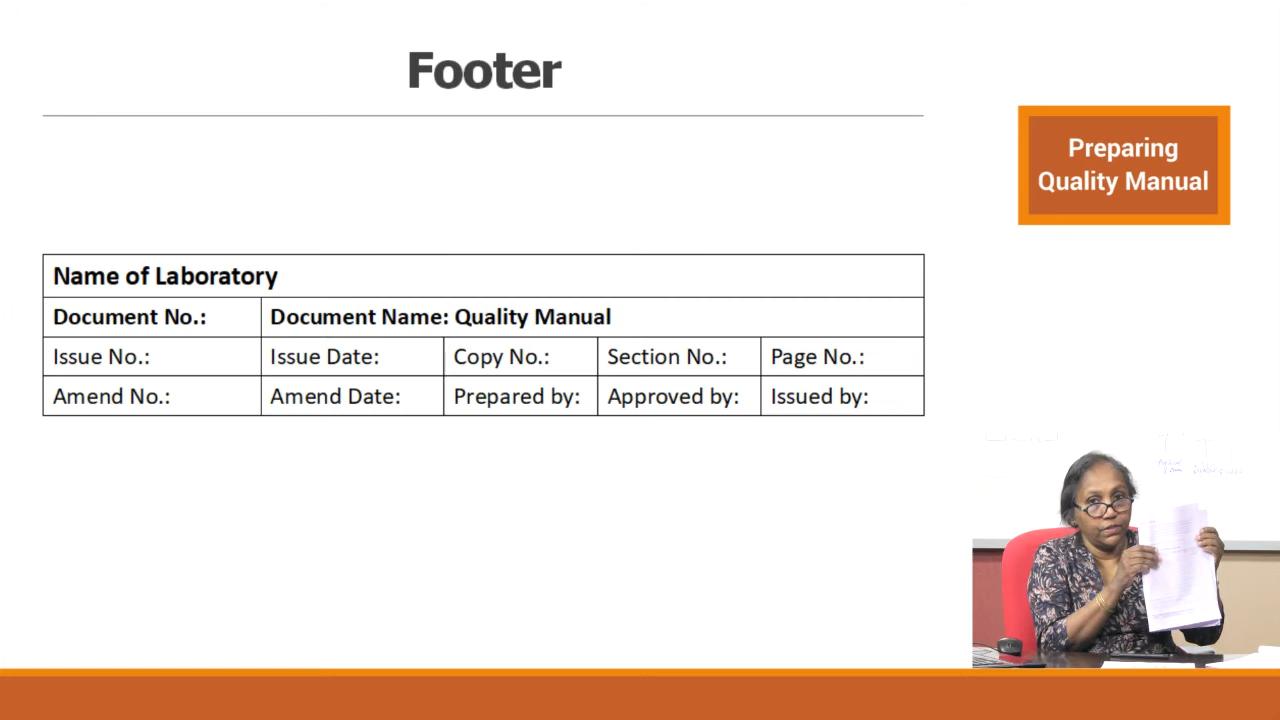 Footer
Preparing
Quality Manual
Name of Laboratory
Document No.: Document Name: Quality Manual
Issue No.: Issue Date: Copy No.: Section No.: Page No.:
Amend No.: Amend Date: Prepared by: Approved by: Issued by: